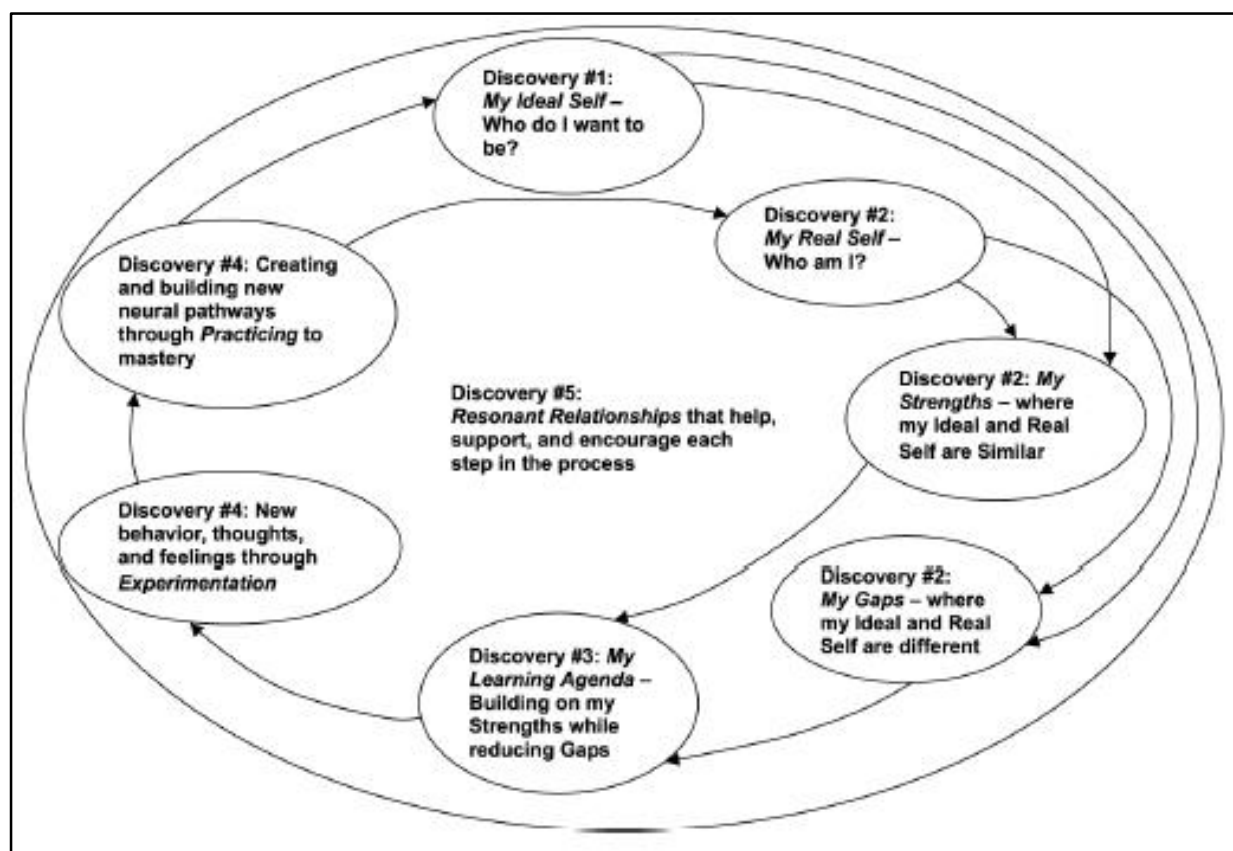 Discovery #1:
My Ideal Self –
Who do I want to
be?
Discovery #2:
My Real Self –
Who am I?
Discovery #4: Creating
and building new
neural pathways
through Practicing to
mastery
Discovery #2: My
Strengths – where
my Ideal and Real
Self are Similar
Discovery #5:
Resonant Relationships that help,
support, and encourage each
step in the process
Discovery #4: New
behavior, thoughts,
and feelings through
Experimentation
Discovery #2:
My Gaps – where
my Ideal and Real
Self are different
Discovery #3: My
Learning Agenda –
Building on my
Strengths while
reducing Gaps